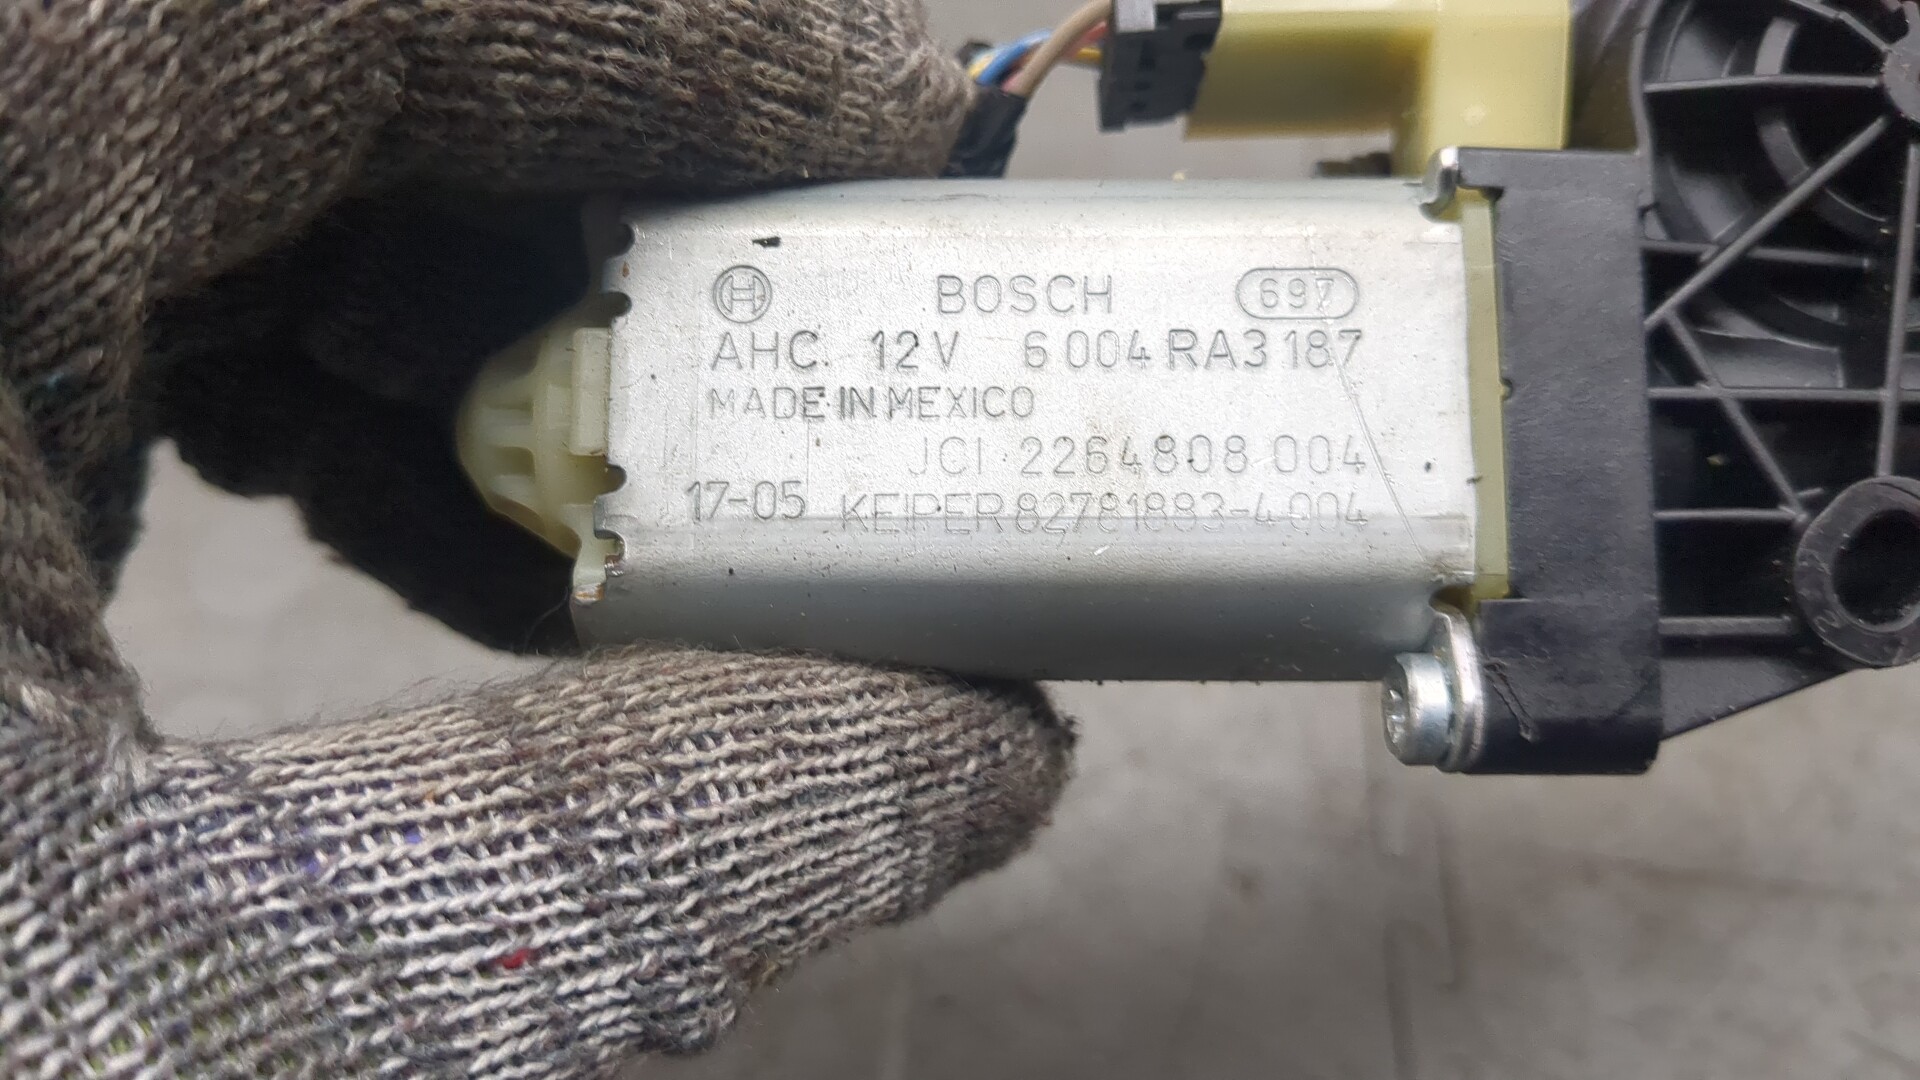 BOSCH 697
AHC. 12V 6 004 RA3 187
MADE IN MEXICO
JCI 2264808 004
17-05 KEIPER 82781883-4 004